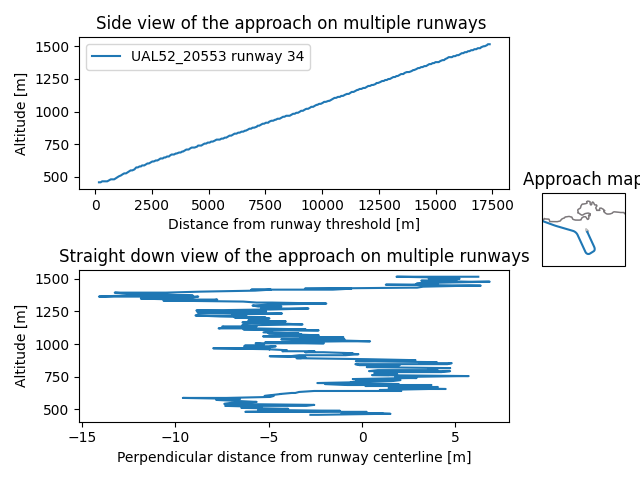 Side view of the approach on multiple runways
Altitude [m]
1500
1250
1000
750
500
UAL52_20553 runway 34
0
2500
5000
7500
10000
12500
15000
17500
Distance from runway threshold [m]
Approach map
Straight down view of the approach on multiple runways
Altitude [m]
1500
1250
1000
750
500
−15
−10
−5
0
5
Perpendicular distance from runway centerline [m]